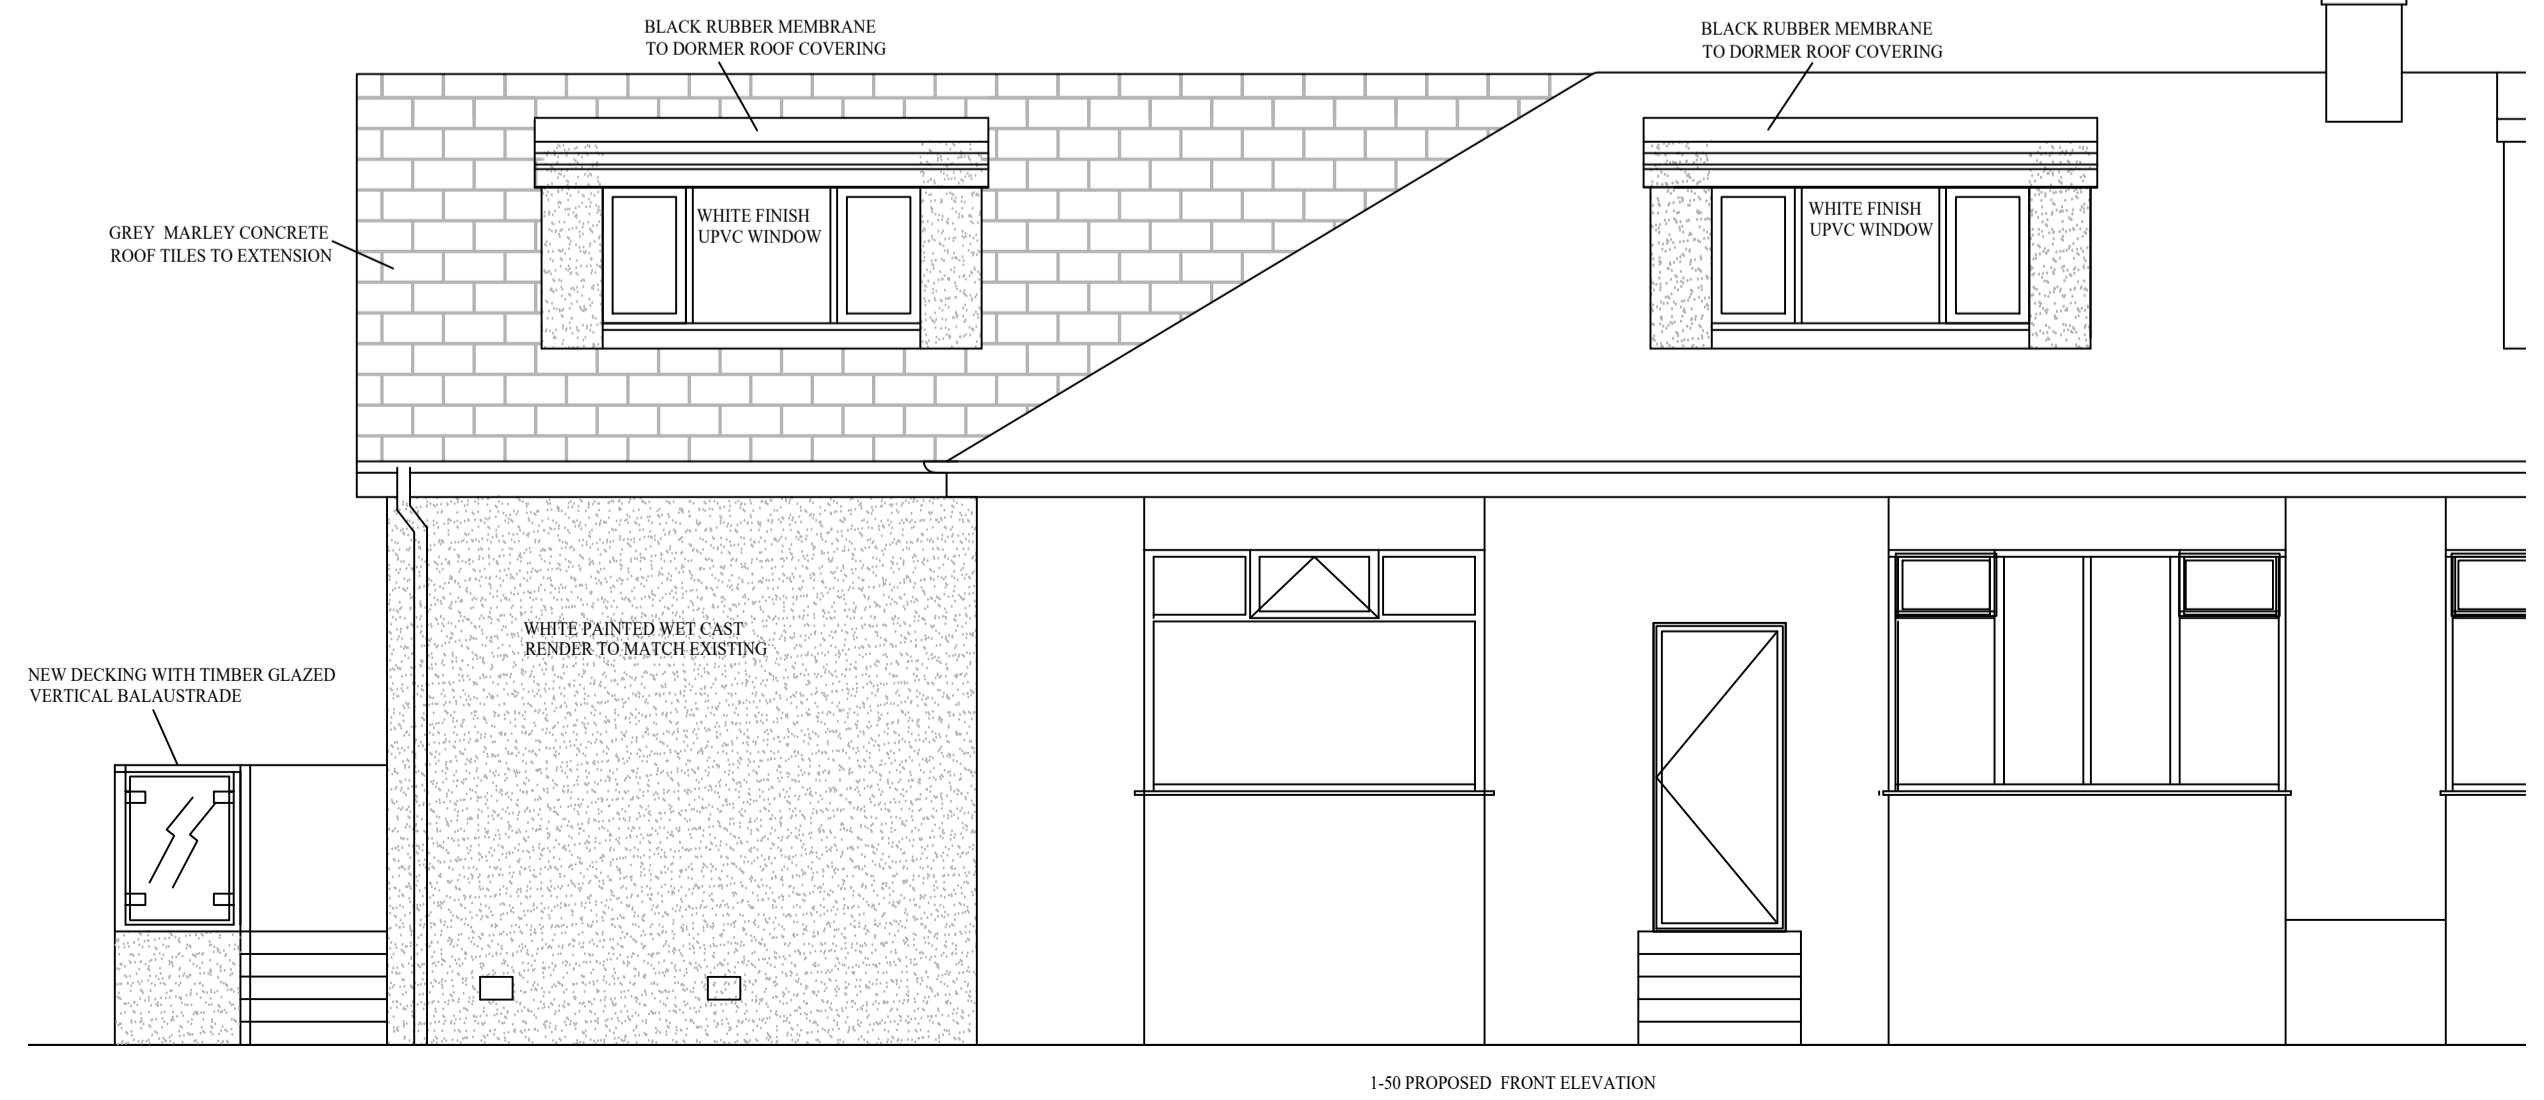 BLACK RUBBER MEMBRANE
TO DORMER ROOF COVERING
BLACK RUBBER MEMBRANE
TO DORMER ROOF COVERING
WHITE FINISH
UPVC WINDOW
WHITE FINISH
UPVC WINDOW
GREY  MARLEY CONCRETE
ROOF TILES TO EXTENSION
WHITE PAINTED WET CAST
RENDER TO MATCH EXISTING
NEW DECKING WITH TIMBER GLAZED
VERTICAL BALAUSTRADE
1-50 PROPOSED  FRONT ELEVATION